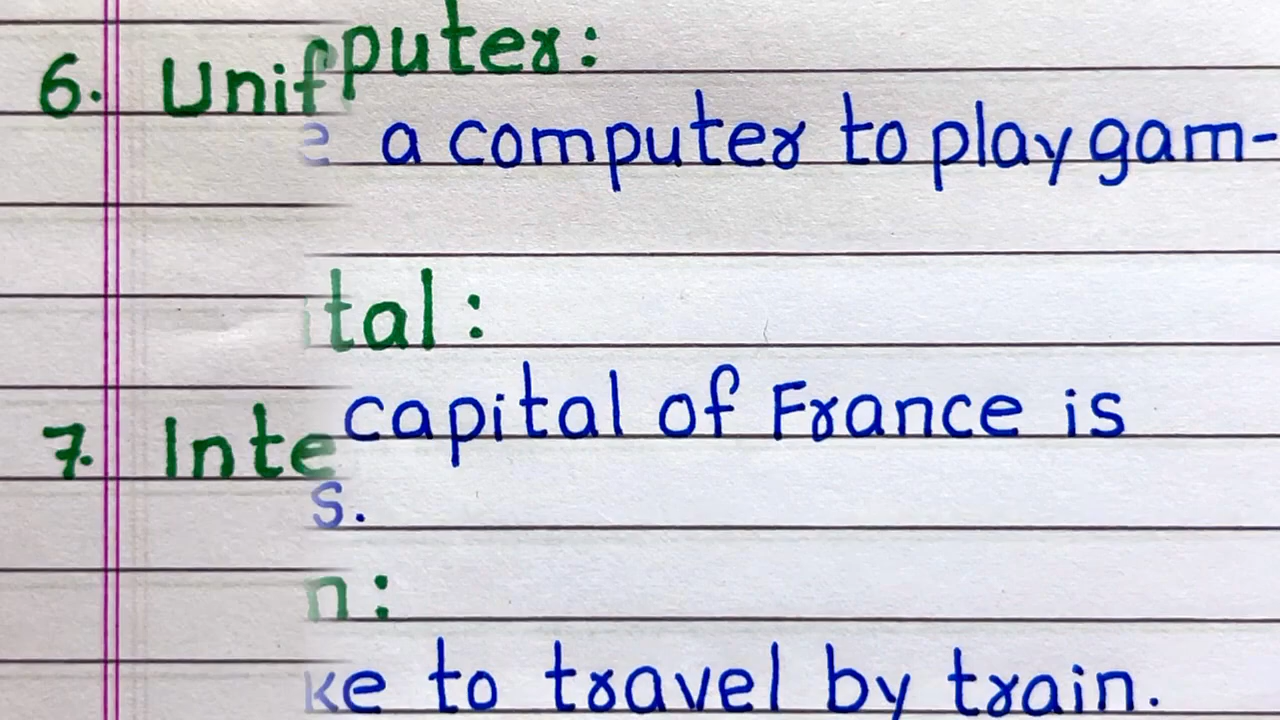 6. Unif
puter:
a computer to play gam-
tal:
capital of France is
7. Inte
s.
n:
ke to travel by train.